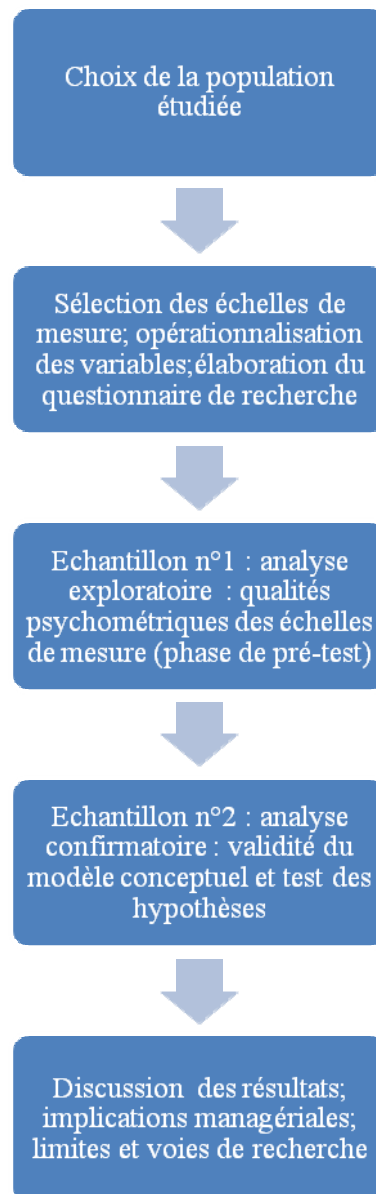 Choix de la population
étudiée
Sélection des échelles de
mesure; opérationnalisation
des variables;élaboration du
questionnaire de recherche
Echantillon n°1 : analyse
exploratoire : qualités
psychométriques des échelles
de mesure (phase de pré-test)
Echantillon n°2 : analyse
confirmatoire : validité du
modèle conceptuel et test des
hypothèses
Discussion des résultats;
implications managériales;
limites et voies de recherche